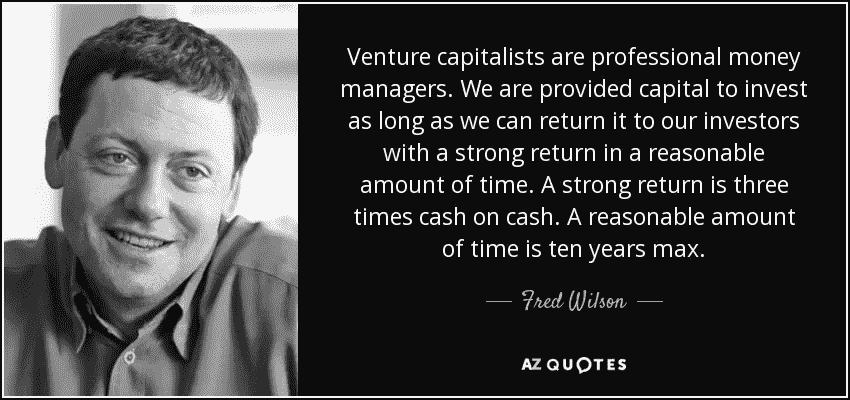 Venture capitalists are professional money
managers. We are provided capital to invest
as long as we can return it to our investors
with a strong return in a reasonable
amount of time. A strong return is three
times cash on cash. A reasonable amount
of time is ten years max.
Fred Wilson
AZ QUOTES